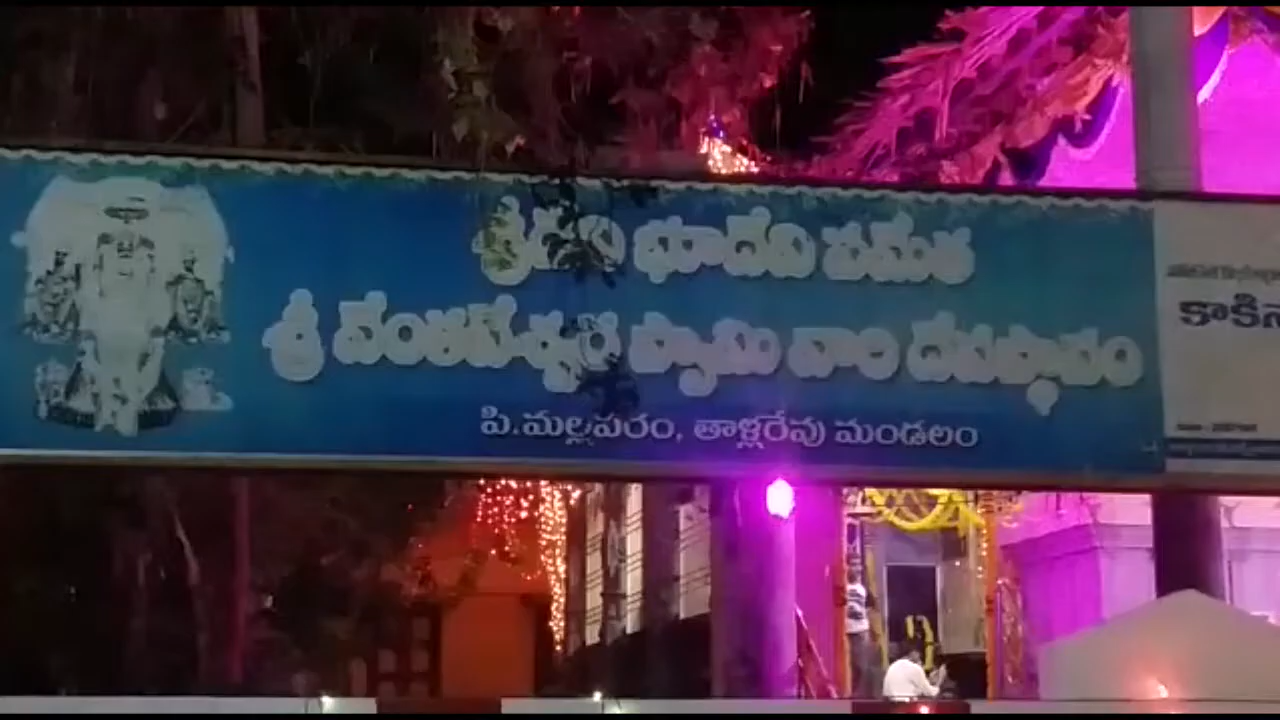 శ్రీదేవి భూదేవి సమేత
శ్రీ వేంకటేశ్వర స్వామి వారి దేవస్థానం
పి.మల్లవరం, తాళ్లరేవు మండలం